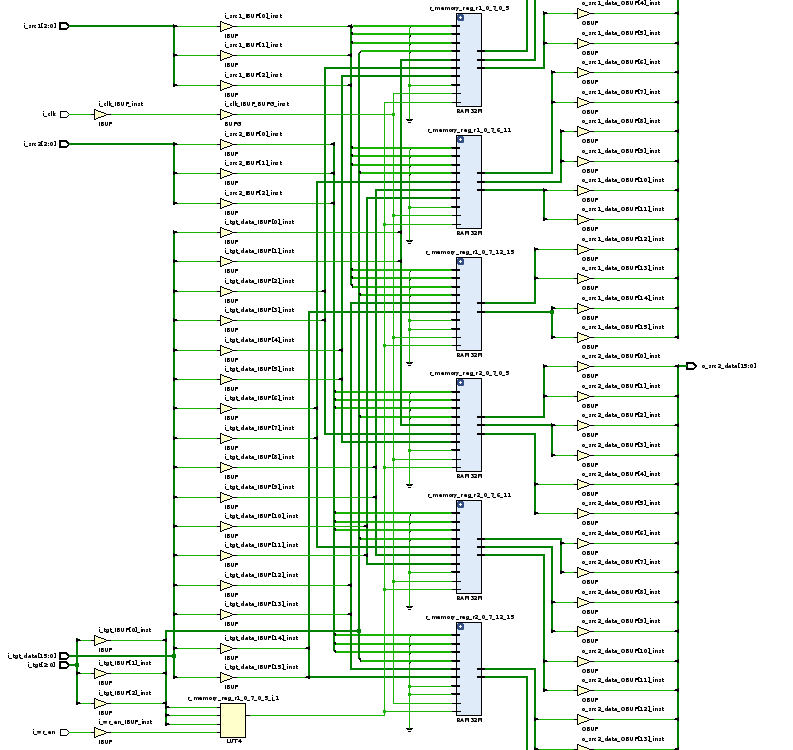 i_src1[2:0]
i_clk
i_src2[2:0]
i_tgt_data[15:0]
i_tgt[2:0]
i_wr_en
i_clk_IBUF_inst
IBUF
i_tgt_IBUF[0]_inst
IBUF
i_tgt_IBUF[1]_inst
IBUF
i_tgt_IBUF[2]_inst
IBUF
i_wr_en_IBUF_inst
IBUF
i_src1_IBUF[0]_inst
IBUF
i_src1_IBUF[1]_inst
IBUF
i_src1_IBUF[2]_inst
IBUF
i_clk_IBUF_BUFG_inst
BUFG
i_src2_IBUF[0]_inst
IBUF
i_src2_IBUF[1]_inst
IBUF
i_src2_IBUF[2]_inst
IBUF
i_tgt_data_IBUF[0]_inst
IBUF
i_tgt_data_IBUF[1]_inst
IBUF
i_tgt_data_IBUF[2]_inst
IBUF
i_tgt_data_IBUF[3]_inst
IBUF
i_tgt_data_IBUF[4]_inst
IBUF
i_tgt_data_IBUF[5]_inst
IBUF
i_tgt_data_IBUF[6]_inst
IBUF
i_tgt_data_IBUF[7]_inst
IBUF
i_tgt_data_IBUF[8]_inst
IBUF
i_tgt_data_IBUF[9]_inst
IBUF
i_tgt_data_IBUF[10]_inst
IBUF
i_tgt_data_IBUF[11]_inst
IBUF
i_tgt_data_IBUF[12]_inst
IBUF
i_tgt_data_IBUF[13]_inst
IBUF
i_tgt_data_IBUF[14]_inst
IBUF
i_tgt_data_IBUF[15]_inst
IBUF
r_memory_reg_r1_0_7_0_5_i_1
LUT4
r_memory_reg_r1_0_7_0_5
RAM32M
r_memory_reg_r1_0_7_6_11
RAM32M
r_memory_reg_r1_0_7_12_15
RAM32M
r_memory_reg_r2_0_7_0_5
RAM32M
r_memory_reg_r2_0_7_6_11
RAM32M
r_memory_reg_r2_0_7_12_15
RAM32M
o_src1_data_OBUF[4]_inst
OBUF
o_src1_data_OBUF[5]_inst
OBUF
o_src1_data_OBUF[6]_inst
OBUF
o_src1_data_OBUF[7]_inst
OBUF
o_src1_data_OBUF[8]_inst
OBUF
o_src1_data_OBUF[9]_inst
OBUF
o_src1_data_OBUF[10]_inst
OBUF
o_src1_data_OBUF[11]_inst
OBUF
o_src1_data_OBUF[12]_inst
OBUF
o_src1_data_OBUF[13]_inst
OBUF
o_src1_data_OBUF[14]_inst
OBUF
o_src1_data_OBUF[15]_inst
OBUF
o_src2_data_OBUF[0]_inst
OBUF
o_src2_data_OBUF[1]_inst
OBUF
o_src2_data_OBUF[2]_inst
OBUF
o_src2_data_OBUF[3]_inst
OBUF
o_src2_data_OBUF[4]_inst
OBUF
o_src2_data_OBUF[5]_inst
OBUF
o_src2_data_OBUF[6]_inst
OBUF
o_src2_data_OBUF[7]_inst
OBUF
o_src2_data_OBUF[8]_inst
OBUF
o_src2_data_OBUF[9]_inst
OBUF
o_src2_data_OBUF[10]_inst
OBUF
o_src2_data_OBUF[11]_inst
OBUF
o_src2_data_OBUF[12]_inst
OBUF
o_src2_data_OBUF[13]_inst
o_src2_data[15:0]